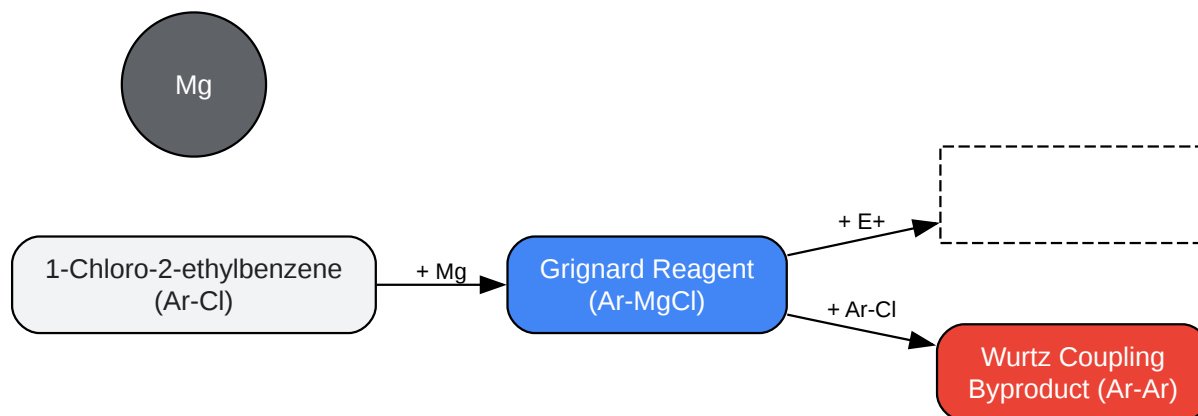 Mg
1-Chloro-2-ethylbenzene
(Ar-Cl)
+ Mg
Grignard Reagent
(Ar-MgCl)
+ E+
+ Ar-Cl
Wurtz Coupling
Byproduct (Ar-Ar)